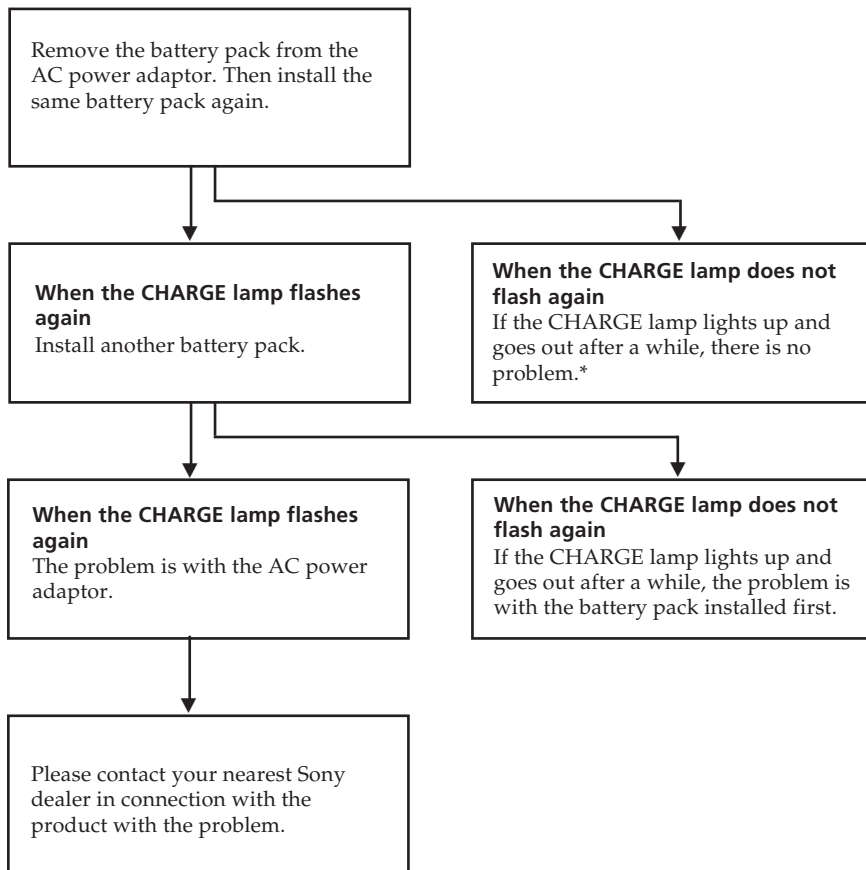 Remove the battery pack from the
AC power adaptor. Then install the
same battery pack again.
When the CHARGE lamp flashes
again
Install another battery pack.
When the CHARGE lamp does not
flash again
If the CHARGE lamp lights up and
goes out after a while, there is no
problem.*
When the CHARGE lamp flashes
again
The problem is with the AC power
adaptor.
When the CHARGE lamp does not
flash again
If the CHARGE lamp lights up and
goes out after a while, the problem is
with the battery pack installed first.
Please contact your nearest Sony
dealer in connection with the
product with the problem.